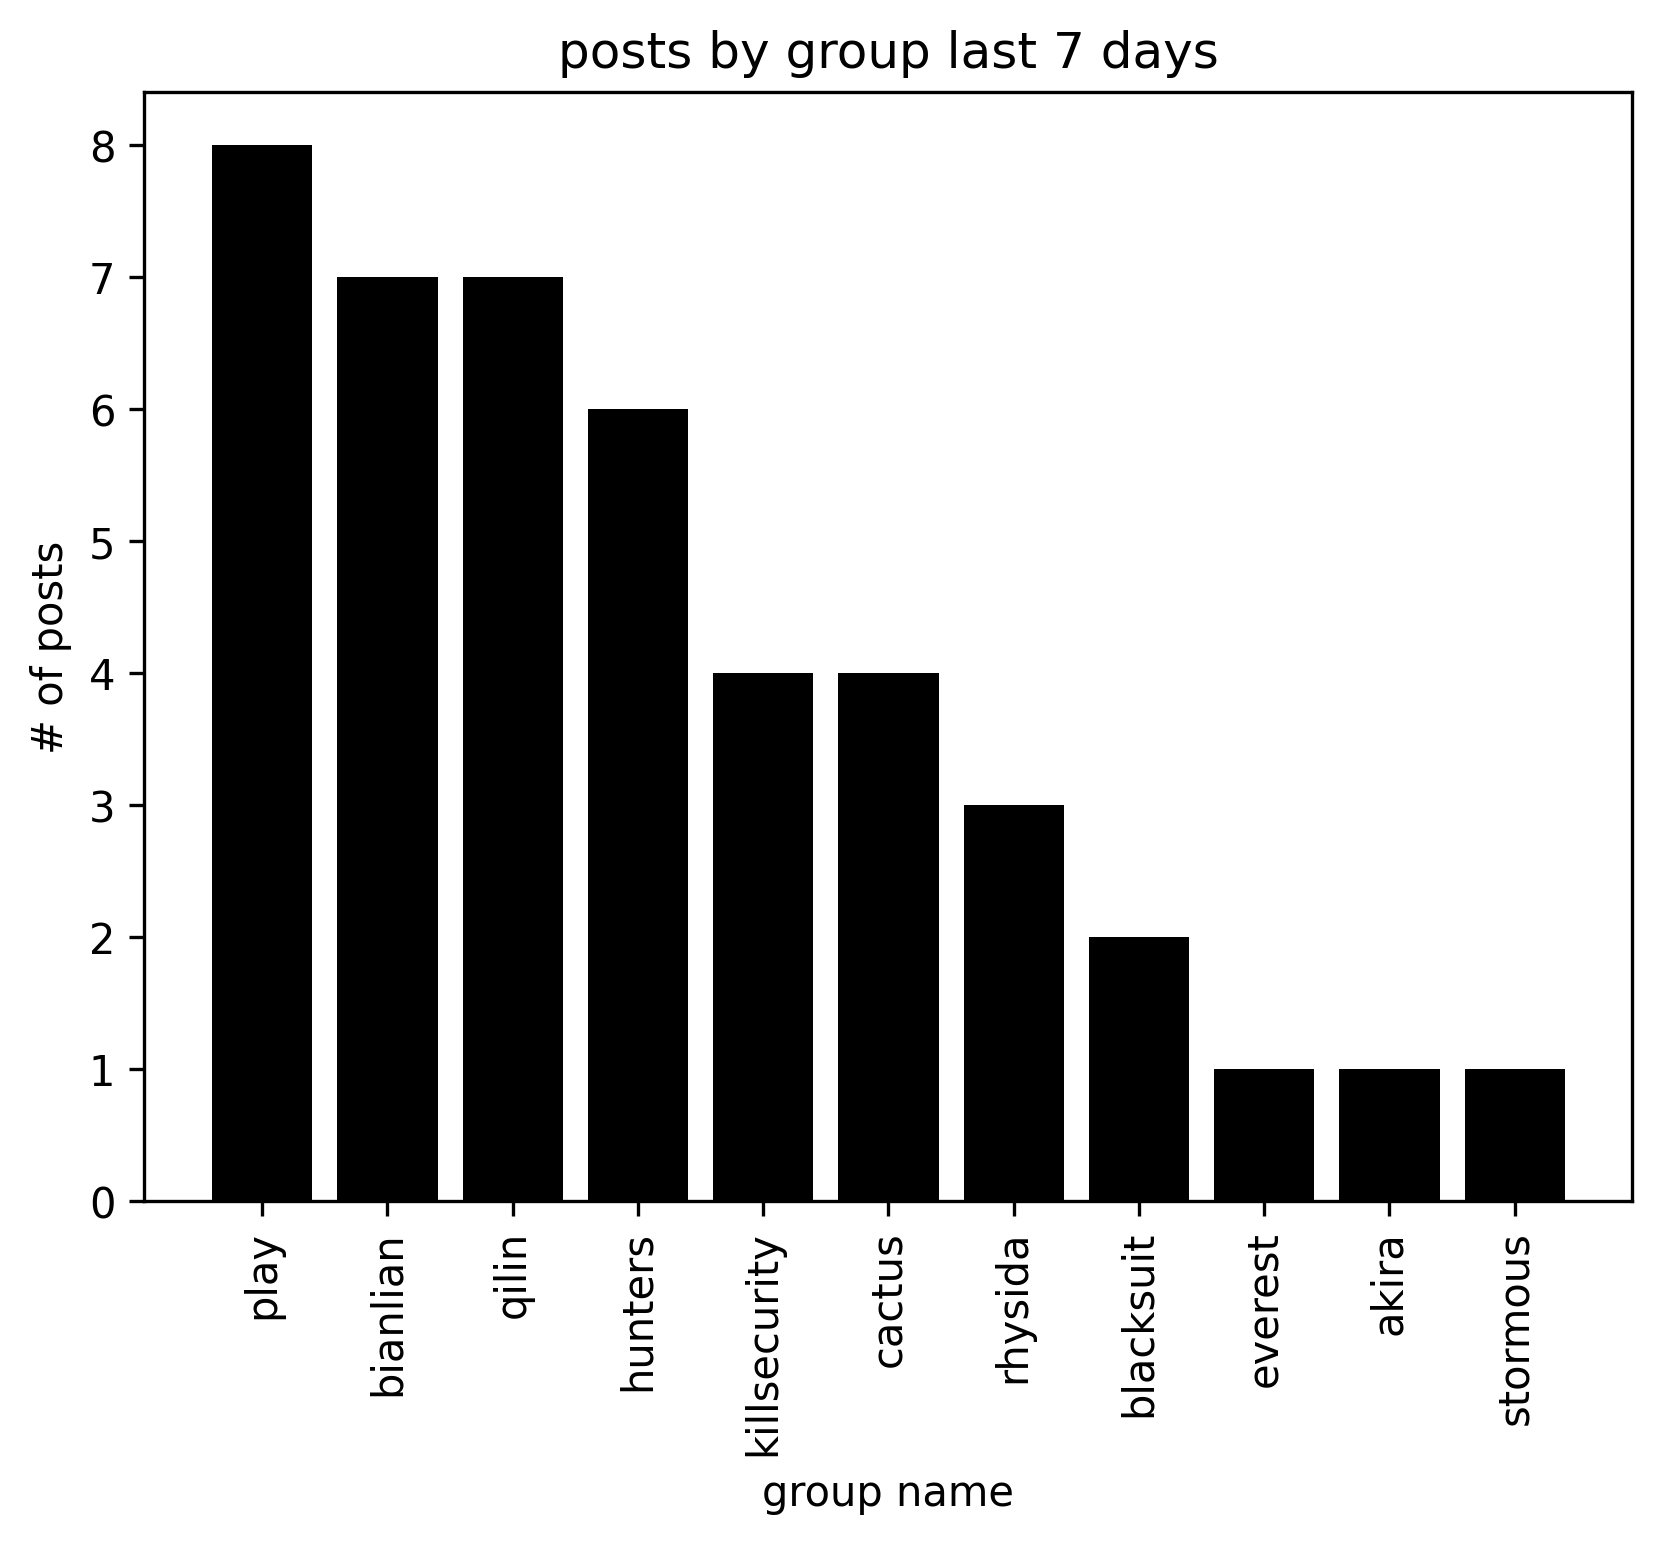 posts by group last 7 days
8
7
6
5
4
3
2
1
0
# of posts
play
bianlian
qilin
hunters
killsecurity
cactus
rhysida
blacksuit
everest
akira
stormous
group name